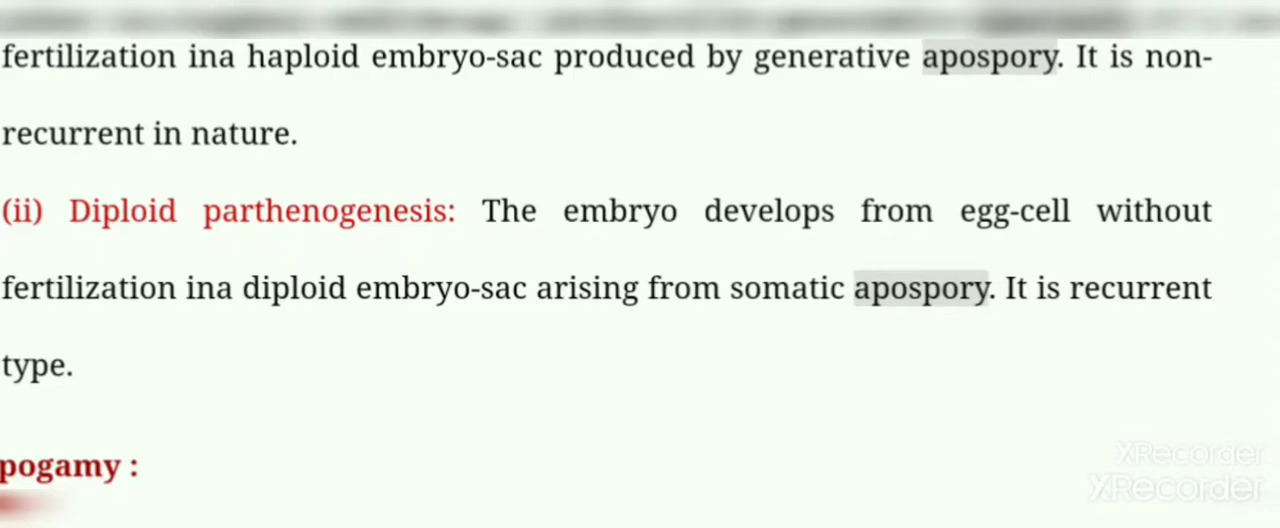 fertilization ina haploid embryo-sac produced by generative apospory. It is non-
recurrent in nature.
(ii) Diploid parthenogenesis: The embryo develops from egg-cell without
fertilization ina diploid embryo-sac arising from somatic apospory. It is recurrent
type.
pogamy :
XRecorder
XRecorder